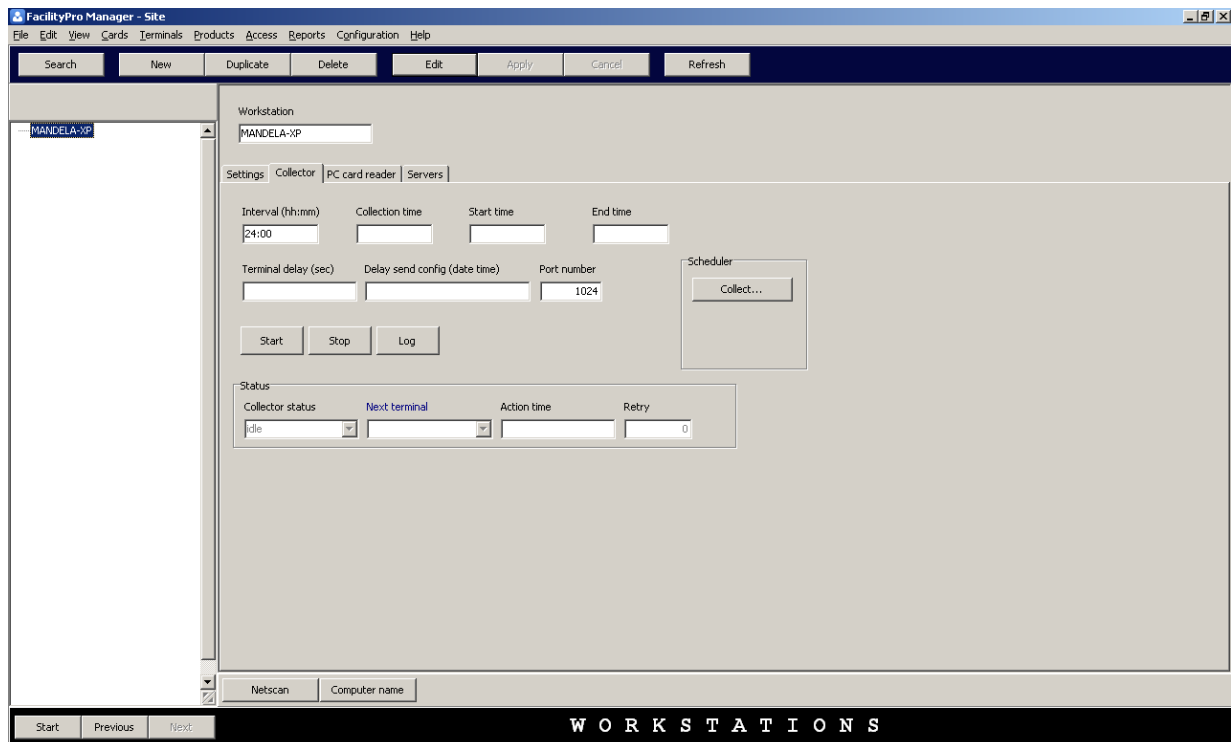 FacilityPro Manager - Site
File Edit View Cards Terminals Products Access Reports Configuration Help
Search New Duplicate Delete Edit Apply Cancel Refresh
MANDELA-XP
Workstation
MANDELA-XP
Settings Collector PC card reader Servers
Interval (hh:mm) Collection time Start time End time
24:00
Terminal delay (sec) Delay send config (date time) Port number
1024
Scheduler
Collect...
Start Stop Log
Status
Collector status Next terminal Action time Retry
idle 0
Netscan Computer name
Start Previous Next
WORKSTATIONS